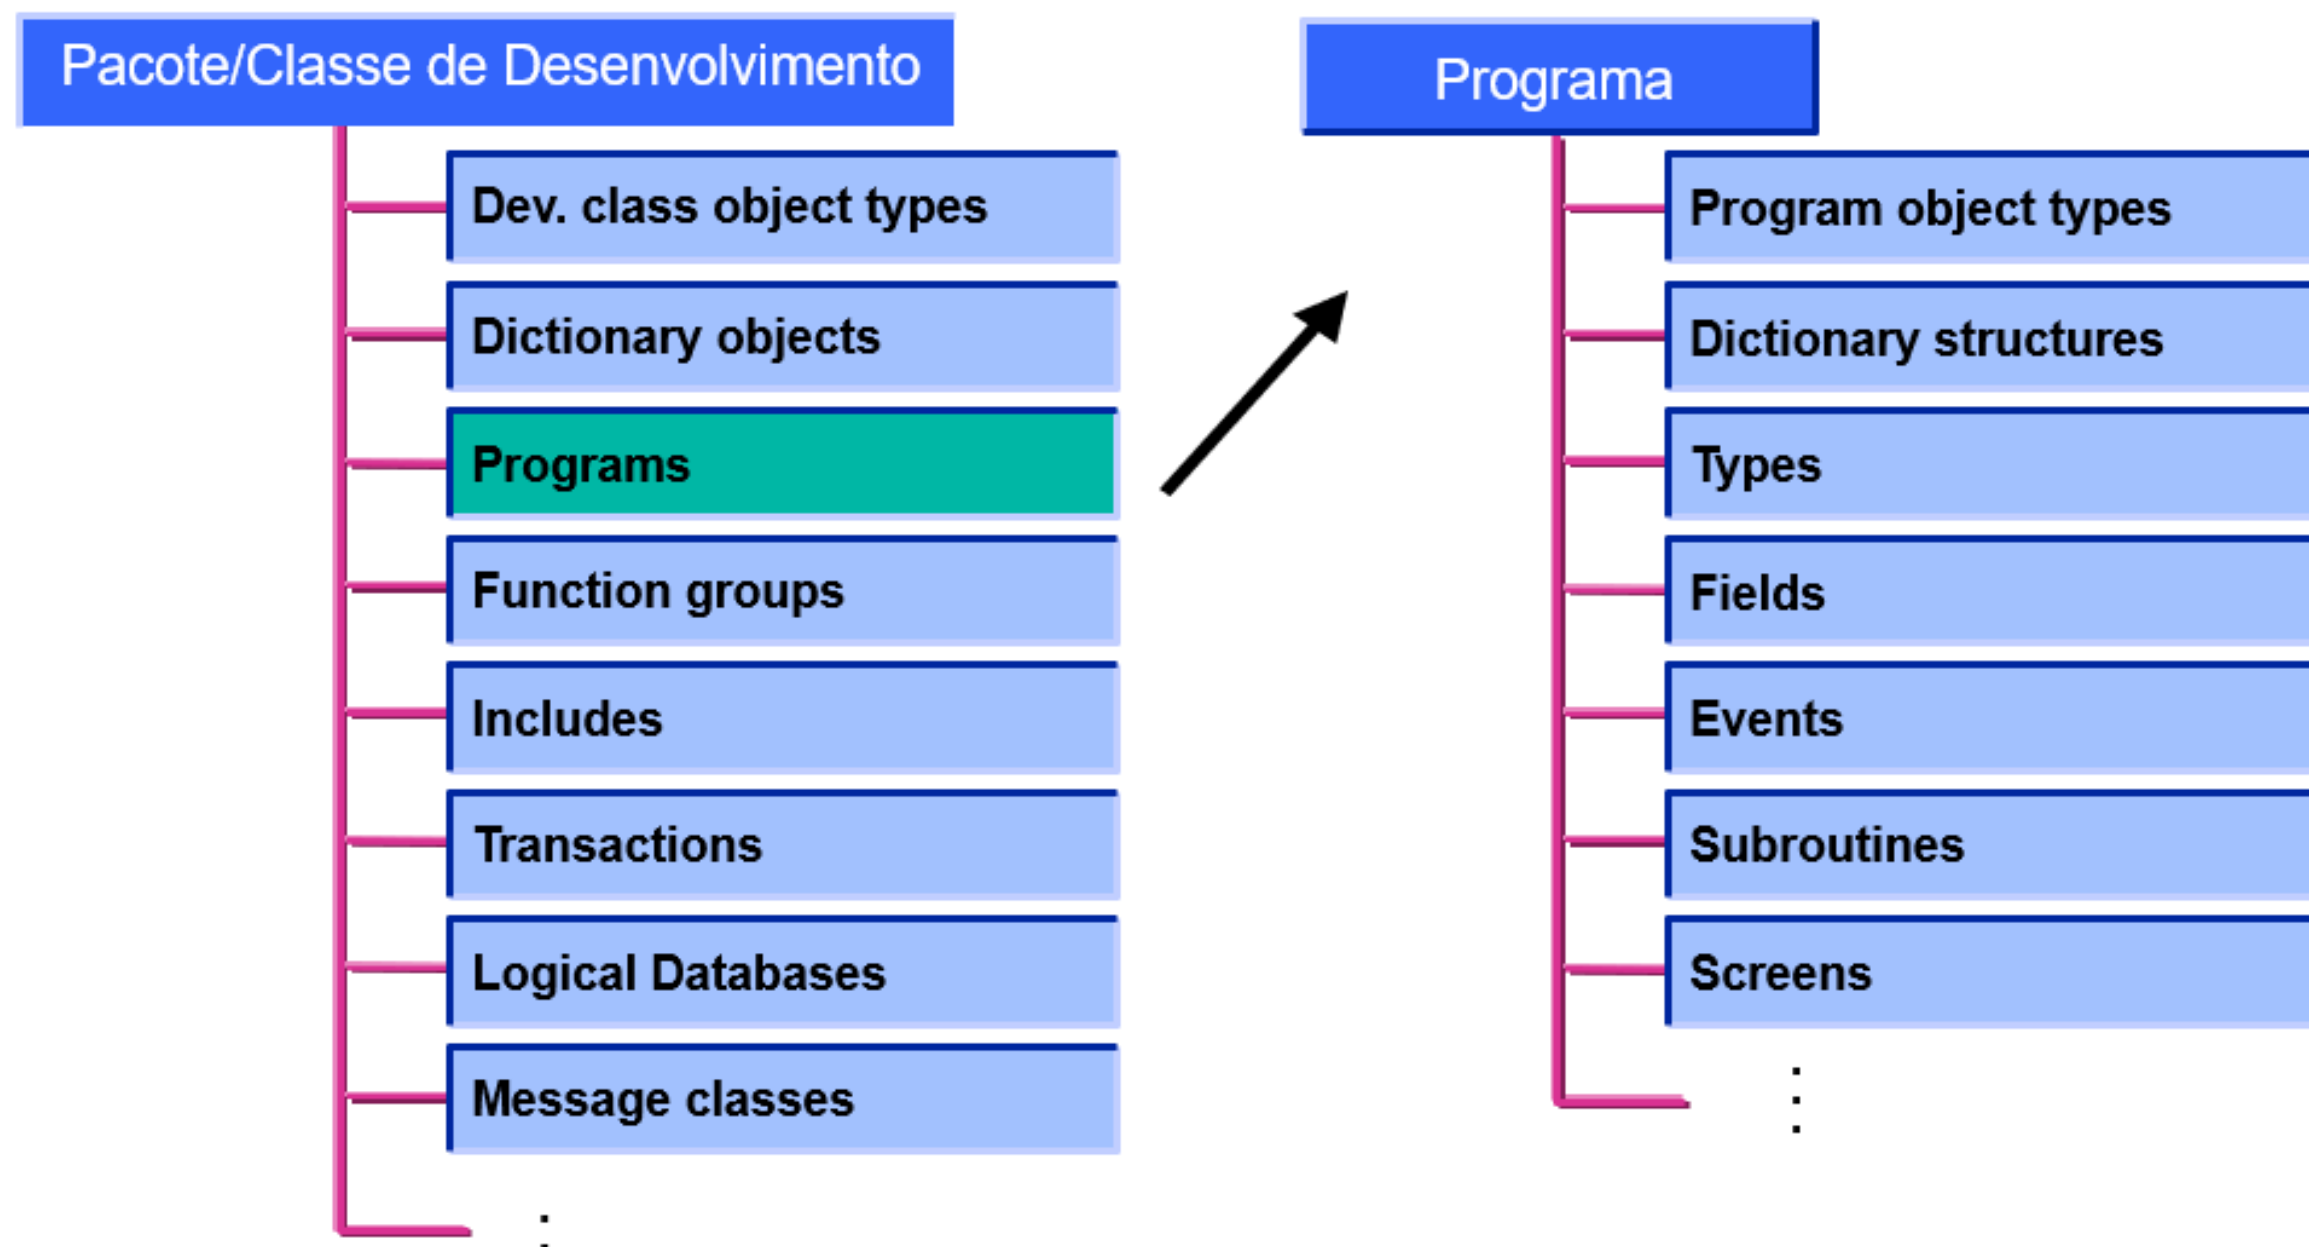 Pacote/Classe de Desenvolvimento
Dev. class object types
Dictionary objects
Programs
Function groups
Includes
Transactions
Logical Databases
Message classes
Programa
Program object types
Dictionary structures
Types
Fields
Events
Subroutines
Screens